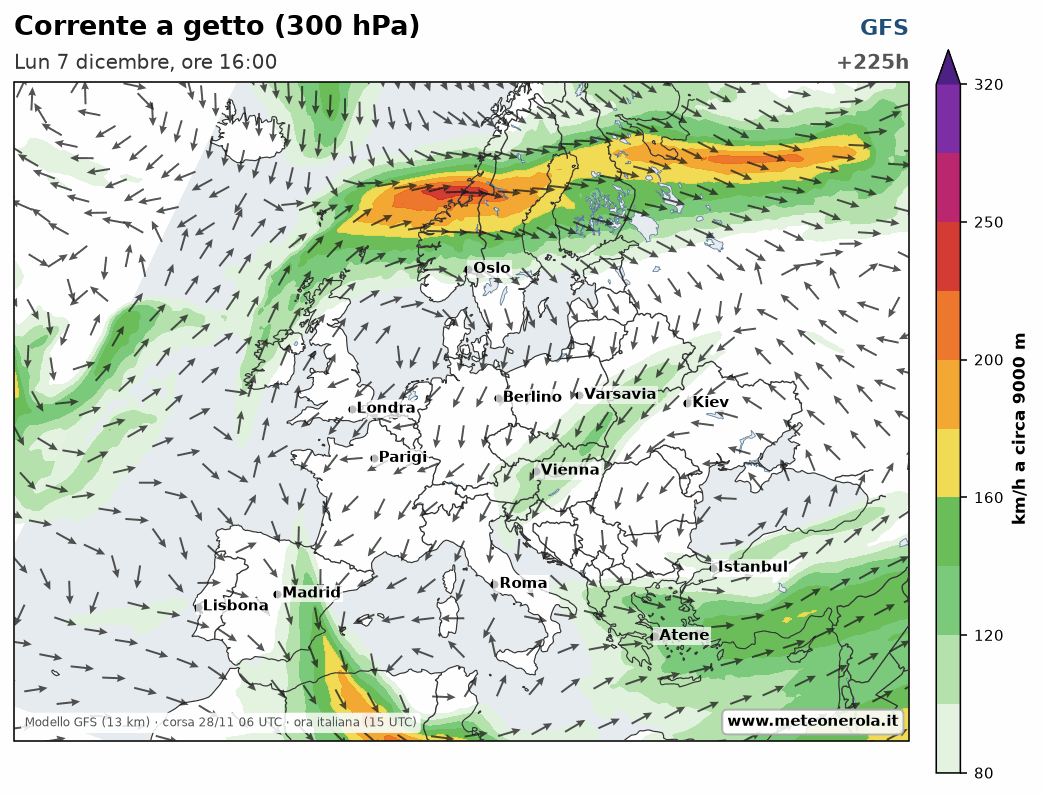 Corrente a getto (300 hPa)
GFS
Lun 7 dicembre, ore 16:00
+225h
320
250
200
160
120
80
km/h a circa 9000 m
Oslo
Berlino
Varsavia
Kiev
Londra
Parigi
Vienna
Istanbul
Roma
Madrid
Lisbona
Atene
Modello GFS (13 km) · corsa 28/11 06 UTC · ora italiana (15 UTC)
www.meteonerola.it